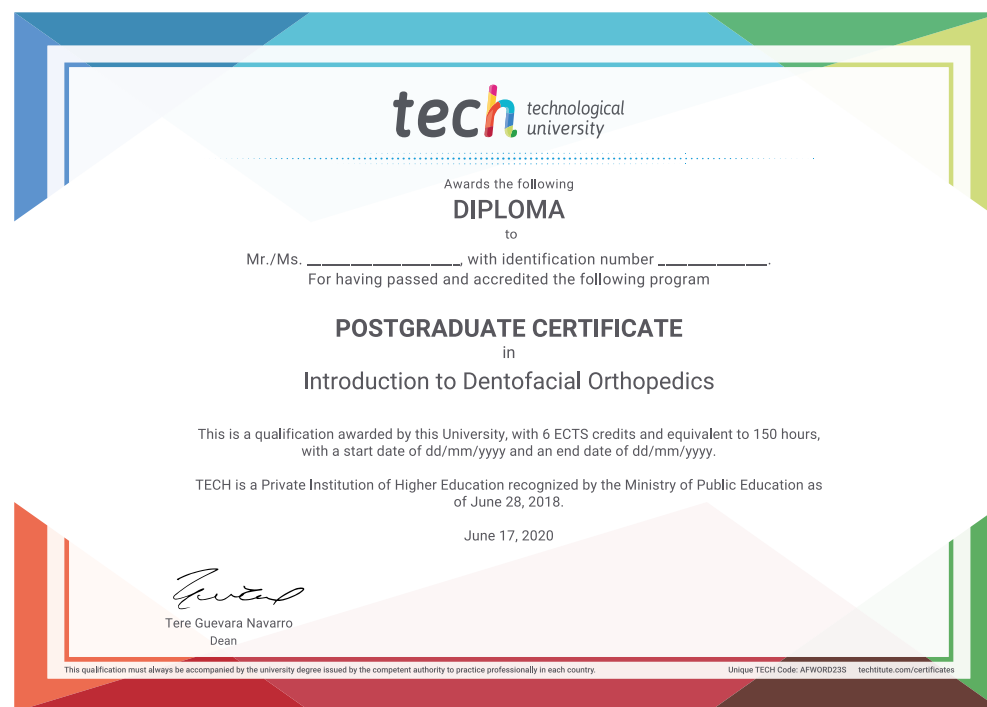 tech technological
university
Awards the following
DIPLOMA
to
Mr./Ms. ____________________, with identification number ______________.
For having passed and accredited the following program
POSTGRADUATE CERTIFICATE
in
Introduction to Dentofacial Orthopedics
This is a qualification awarded by this University, with 6 ECTS credits and equivalent to 150 hours,
with a start date of dd/mm/yyyy and an end date of dd/mm/yyyy.
TECH is a Private Institution of Higher Education recognized by the Ministry of Public Education as
of June 28, 2018.
June 17, 2020
Tere Guevara Navarro
Dean
This qualification must always be accompanied by the university degree issued by the competent authority to practice professionally in each country. Unique TECH Code: AFWORD23S techtitute.com/certificates